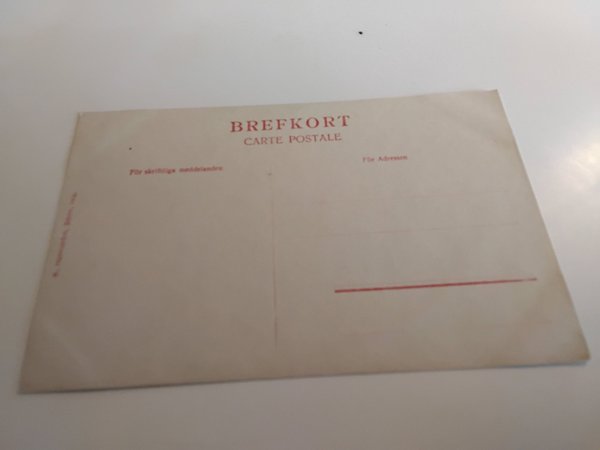 BREFKORT
CARTE POSTALE
För skriftliga meddelanden.
För Adressen.